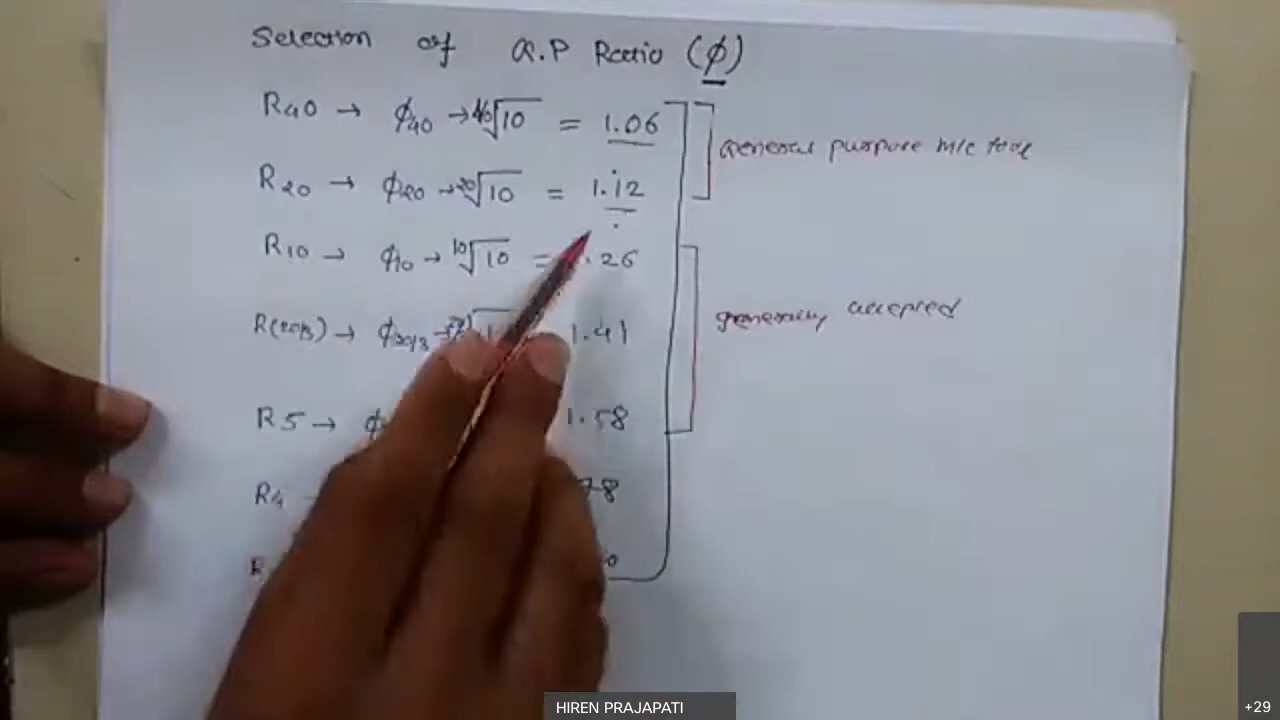 Selection of G.P Ratio (ϕ)
R40 → ϕ40 → ⁴⁰√10 = 1.06
general purpose m/c tool
R20 → ϕ20 → ²⁰√10 = 1.12
R10 → ϕ10 → ¹⁰√10 = 1.26
R(20/3) → ϕ20/3 → 1.41
generally accepted
R5 → ϕ 1.58
R4 78
R
HIREN PRAJAPATI
+29